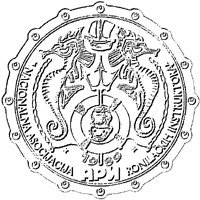 NACIONALNA ASOCIJACIJA
RONILAČKIH INSTRUKTORA